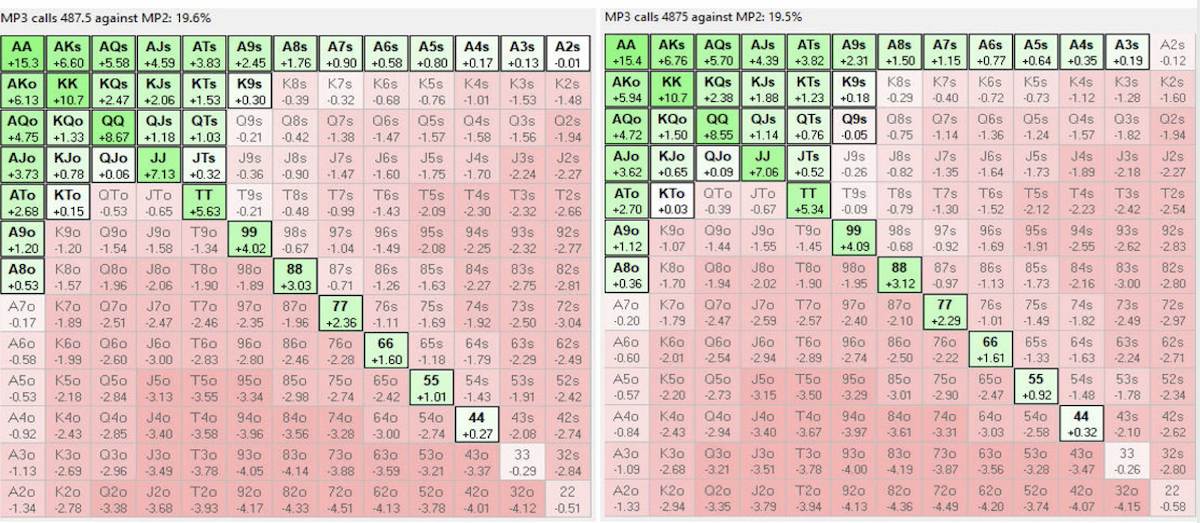 MP3 calls 487.5 against MP2: 19.6%
AA AKs AQs AJs ATs A9s A8s A7s A6s A5s A4s A3s A2s
+15.3 +6.60 +5.58 +4.59 +3.83 +2.45 +1.76 +0.90 +0.58 +0.80 +0.17 +0.13 -0.01
AKo KK KQs KJs KTs K9s K8s K7s K6s K5s K4s K3s K2s
+6.13 +10.7 +2.47 +2.06 +1.53 +0.30 -0.39 -0.32 -0.68 -0.76 -1.01 -1.53 -1.48
AQo KQo QQ QJs QTs Q9s Q8s Q7s Q6s Q5s Q4s Q3s Q2s
+4.75 +1.33 +8.67 +1.18 +1.03 -0.21 -0.42 -1.38 -1.47 -1.57 -1.58 -1.56 -1.94
AJo KJo QJo JJ JTs J9s J8s J7s J6s J5s J4s J3s J2s
+3.73 +0.78 +0.06 +7.13 +0.32 -0.36 -0.90 -1.47 -1.60 -1.75 -1.70 -2.24 -2.27
ATo KTo QTo JTo TT T9s T8s T7s T6s T5s T4s T3s T2s
+2.68 +0.15 -0.53 -0.65 +5.63 -0.21 -0.48 -0.99 -1.43 -2.09 -2.30 -2.32 -2.66
A9o K9o Q9o J9o T9o 99 98s 97s 96s 95s 94s 93s 92s
+1.20 -1.20 -1.54 -1.58 -1.34 +4.02 -0.67 -1.04 -1.49 -2.08 -2.25 -2.32 -2.77
A8o K8o Q8o J8o T8o 98o 88 87s 86s 85s 84s 83s 82s
+0.53 -1.57 -1.96 -2.06 -1.90 -1.89 +3.03 -0.71 -1.26 -1.63 -2.27 -2.75 -2.81
A7o K7o Q7o J7o T7o 97o 87o 77 76s 75s 74s 73s 72s
-0.17 -1.89 -2.51 -2.47 -2.46 -2.35 -1.96 +2.36 -1.11 -1.69 -1.92 -2.50 -3.04
A6o K6o Q6o J6o T6o 96o 86o 76o 66 65s 64s 63s 62s
-0.58 -1.99 -2.60 -3.00 -2.83 -2.80 -2.46 -2.28 +1.60 -1.18 -1.79 -2.29 -2.49
A5o K5o Q5o J5o T5o 95o 85o 75o 65o 55 54s 53s 52s
-0.53 -2.18 -2.84 -3.13 -3.55 -3.34 -2.98 -2.74 -2.42 +1.01 -1.43 -1.91 -2.42
A4o K4o Q4o J4o T4o 94o 84o 74o 64o 54o 44 43s 42s
-0.92 -2.43 -2.85 -3.40 -3.58 -3.96 -3.56 -3.28 -3.00 -2.74 +0.27 -2.08 -2.74
A3o K3o Q3o J3o T3o 93o 83o 73o 63o 53o 43o 33 32s
-1.13 -2.69 -2.96 -3.49 -3.78 -4.05 -4.14 -3.88 -3.59 -3.21 -3.37 -0.29 -2.84
A2o K2o Q2o J2o T2o 92o 82o 72o 62o 52o 42o 32o 22
-1.34 -2.78 -3.38 -3.68 -3.93 -4.17 -4.33 -4.51 -4.13 -3.78 -4.01 -4.12 -0.51
MP3 calls 4875 against MP2: 19.5%
AA AKs AQs AJs ATs A9s A8s A7s A6s A5s A4s A3s A2s
+15.4 +6.76 +5.70 +4.39 +3.82 +2.31 +1.50 +1.15 +0.77 +0.64 +0.35 +0.19 -0.12
AKo KK KQs KJs KTs K9s K8s K7s K6s K5s K4s K3s K2s
+5.94 +10.7 +2.38 +1.88 +1.23 +0.18 -0.29 -0.40 -0.72 -0.73 -1.12 -1.28 -1.60
AQo KQo QQ QJs QTs Q9s Q8s Q7s Q6s Q5s Q4s Q3s Q2s
+4.72 +1.50 +8.55 +1.14 +0.76 -0.05 -0.75 -1.14 -1.36 -1.24 -1.57 -1.82 -1.94
AJo KJo QJo JJ JTs J9s J8s J7s J6s J5s J4s J3s J2s
+3.62 +0.65 +0.09 +7.06 +0.52 -0.26 -0.82 -1.35 -1.64 -1.73 -1.89 -2.18 -2.27
ATo KTo QTo JTo TT T9s T8s T7s T6s T5s T4s T3s T2s
+2.70 +0.03 -0.39 -0.67 +5.34 -0.09 -0.79 -1.30 -1.52 -2.12 -2.23 -2.42 -2.54
A9o K9o Q9o J9o T9o 99 98s 97s 96s 95s 94s 93s 92s
+1.12 -1.07 -1.44 -1.55 -1.45 +4.09 -0.68 -0.92 -1.69 -1.91 -2.55 -2.62 -2.83
A8o K8o Q8o J8o T8o 98o 88 87s 86s 85s 84s 83s 82s
+0.36 -1.70 -1.94 -2.02 -1.90 -1.95 +3.12 -0.97 -1.13 -1.73 -2.16 -3.00 -2.80
A7o K7o Q7o J7o T7o 97o 87o 77 76s 75s 74s 73s 72s
-0.20 -1.79 -2.47 -2.59 -2.57 -2.40 -2.10 +2.29 -1.01 -1.49 -1.82 -2.49 -2.97
A6o K6o Q6o J6o T6o 96o 86o 76o 66 65s 64s 63s 62s
-0.60 -2.01 -2.54 -2.94 -2.89 -2.74 -2.50 -2.22 +1.61 -1.33 -1.63 -2.24 -2.71
A5o K5o Q5o J5o T5o 95o 85o 75o 65o 55 54s 53s 52s
-0.57 -2.20 -2.73 -3.15 -3.50 -3.29 -3.01 -2.90 -2.47 +0.92 -1.48 -1.78 -2.34
A4o K4o Q4o J4o T4o 94o 84o 74o 64o 54o 44 43s 42s
-0.84 -2.43 -2.94 -3.40 -3.67 -3.97 -3.61 -3.31 -3.03 -2.58 +0.32 -2.10 -2.62
A3o K3o Q3o J3o T3o 93o 83o 73o 63o 53o 43o 33 32s
-1.09 -2.68 -3.21 -3.51 -3.78 -4.00 -4.19 -3.87 -3.56 -3.28 -3.47 -0.26 -2.80
A2o K2o Q2o J2o T2o 92o 82o 72o 62o 52o 42o 32o 22
-1.33 -2.94 -3.35 -3.79 -3.94 -4.13 -4.36 -4.49 -4.20 -3.74 -4.07 -4.15 -0.58